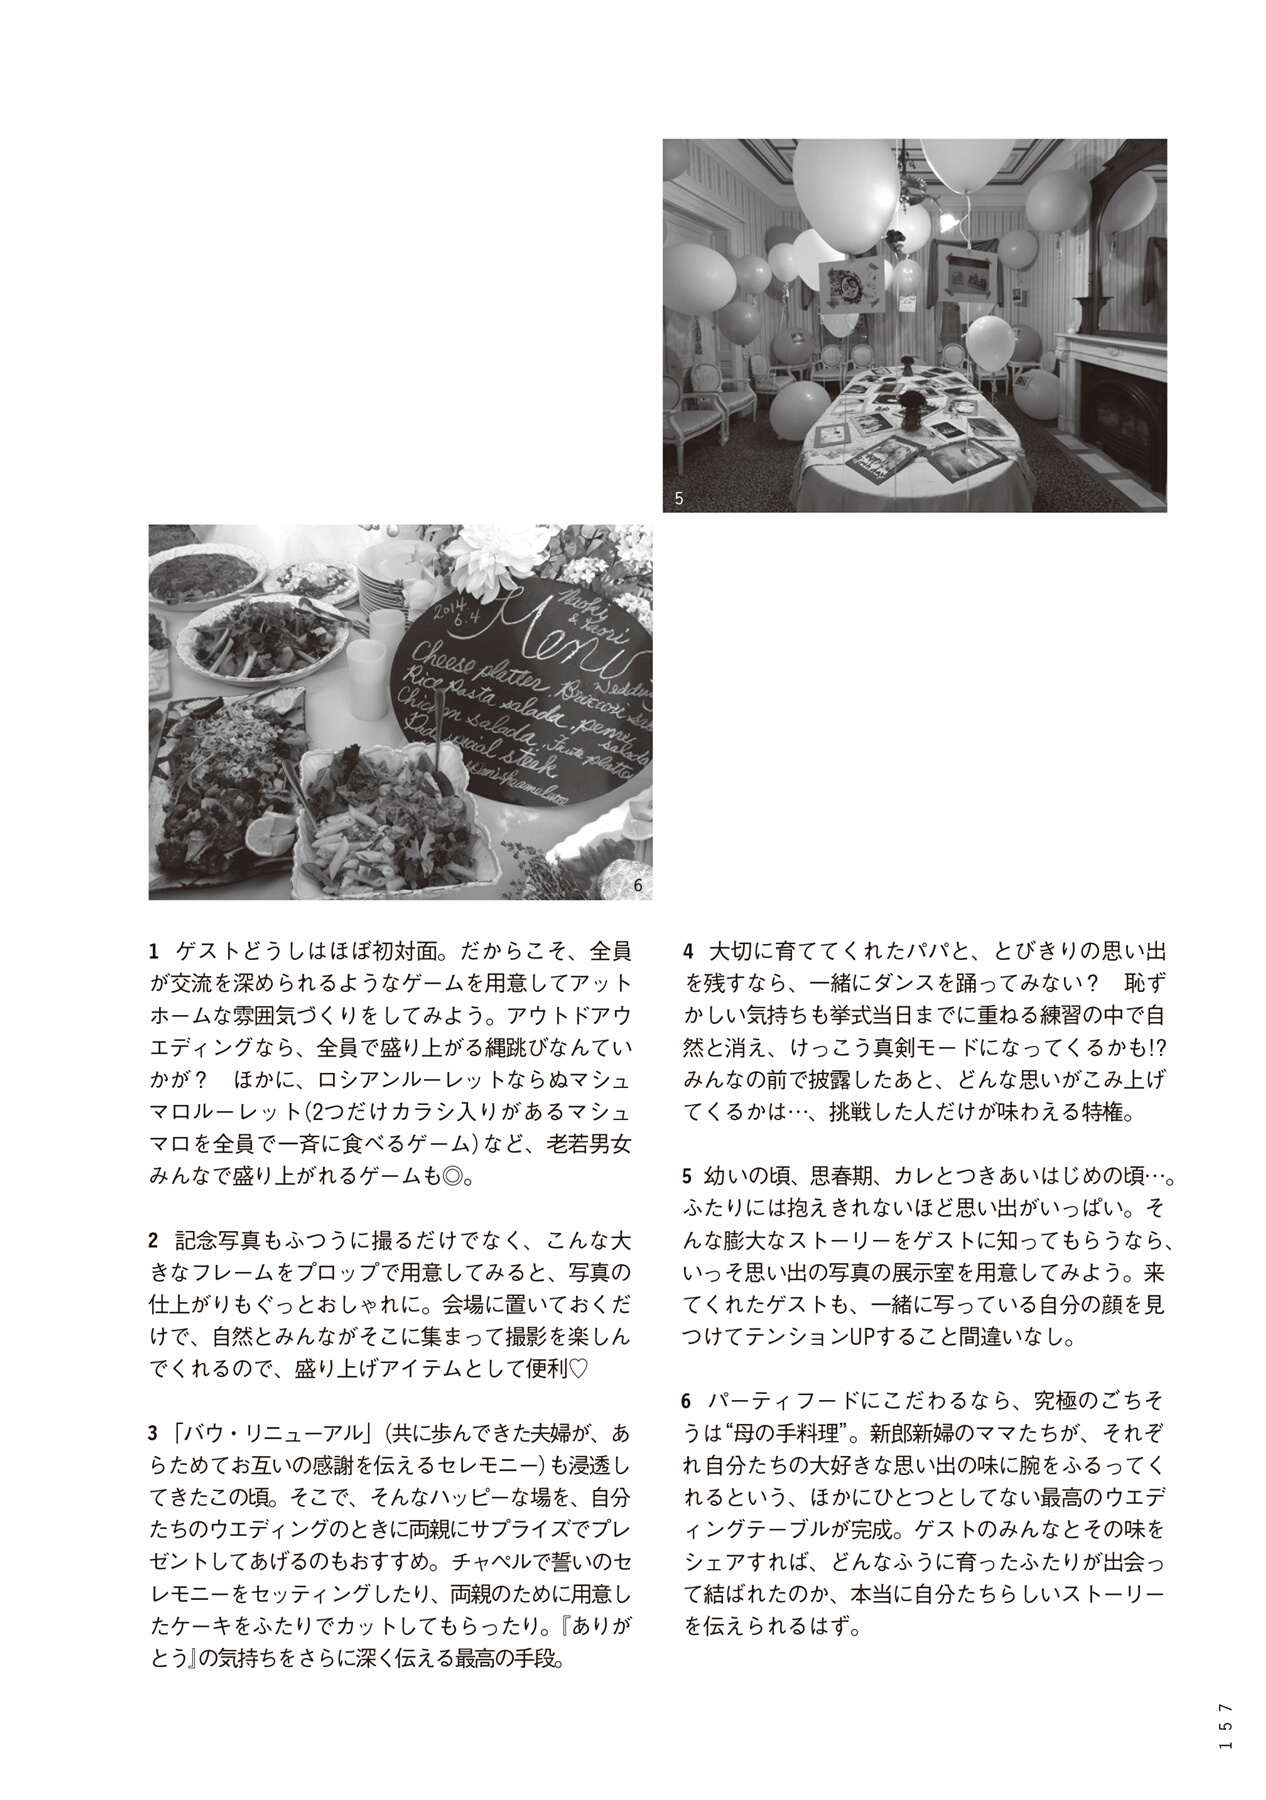 5
2014
6.4
Naoki
& Kaori
Menu
Wedding
Cheese platter,
Rice Pasta salada, penne
salada
salada, Fruite platte
steak
6
1 ゲストどうしはほぼ初対面。だからこそ、全員
が交流を深められるようなゲームを用意してアット
ホームな雰囲気づくりをしてみよう。アウトドアウ
エディングなら、全員で盛り上がる縄跳びなんてい
かが？　ほかに、ロシアンルーレットならぬマシュ
マロルーレット(2つだけカラシ入りがあるマシュ
マロを全員で一斉に食べるゲーム)など、老若男女
みんなで盛り上がれるゲームも◎。
2 記念写真もふつうに撮るだけでなく、こんな大
きなフレームをプロップで用意してみると、写真の
仕上がりもぐっとおしゃれに。会場に置いておくだ
けで、自然とみんながそこに集まって撮影を楽しん
でくれるので、盛り上げアイテムとして便利♡
3 「バウ・リニューアル」(共に歩んできた夫婦が、あ
らためてお互いの感謝を伝えるセレモニー)も浸透し
てきたこの頃。そこで、そんなハッピーな場を、自分
たちのウエディングのときに両親にサプライズでプレ
ゼントしてあげるのもおすすめ。チャペルで誓いのセ
レモニーをセッティングしたり、両親のために用意し
たケーキをふたりでカットしてもらったり。『ありが
とう』の気持ちをさらに深く伝える最高の手段。
4 大切に育ててくれたパパと、とびきりの思い出
を残すなら、一緒にダンスを踊ってみない？　恥ず
かしい気持ちも挙式当日までに重ねる練習の中で自
然と消え、けっこう真剣モードになってくるかも!?
みんなの前で披露したあと、どんな思いがこみ上げ
てくるかは…、挑戦した人だけが味わえる特権。
5 幼いの頃、思春期、カレとつきあいはじめの頃…。
ふたりには抱えきれないほど思い出がいっぱい。そ
んな膨大なストーリーをゲストに知ってもらうなら、
いっそ思い出の写真の展示室を用意してみよう。来
てくれたゲストも、一緒に写っている自分の顔を見
つけてテンションUPすること間違いなし。
6 パーティフードにこだわるなら、究極のごちそ
うは“母の手料理”。新郎新婦のママたちが、それぞ
れ自分たちの大好きな思い出の味に腕をふるってく
れるという、ほかにひとつとしてない最高のウエデ
ィングテーブルが完成。ゲストのみんなとその味を
シェアすれば、どんなふうに育ったふたりが出会っ
て結ばれたのか、本当に自分たちらしいストーリー
を伝えられるはず。
157